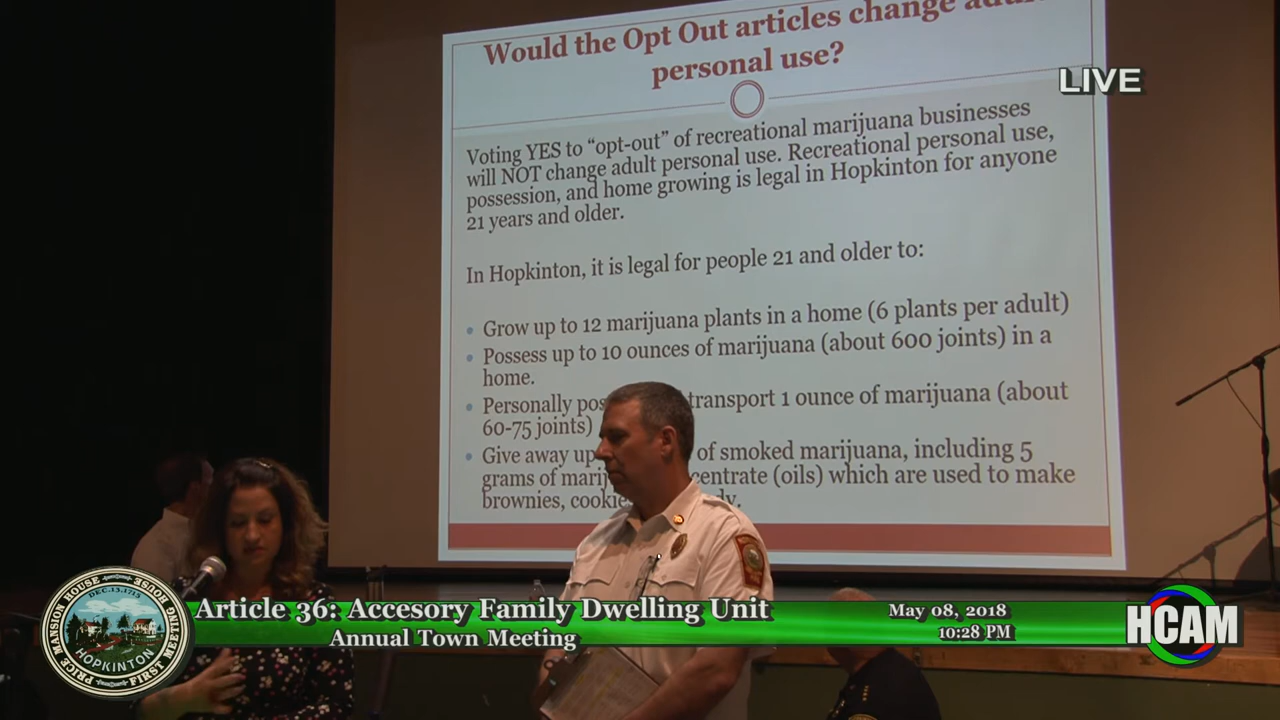 Would the Opt Out articles change
personal use?
LIVE
Voting YES to “opt-out” of recreational marijuana businesses
will NOT change adult personal use. Recreational personal use,
possession, and home growing is legal in Hopkinton for anyone
21 years and older.
In Hopkinton, it is legal for people 21 and older to:
Grow up to 12 marijuana plants in a home (6 plants per adult)
Possess up to 10 ounces of marijuana (about 600 joints) in a
home.
Personally transport 1 ounce of marijuana (about
60-75 joints)
Give away up of smoked marijuana, including 5
grams of (oils) which are used to make
brownies,
PRICE MANSION HOUSE
FIRST MEETING HOUSE
DEC.13.1715
HOPKINTON
Article 36: Accesory Family Dwelling Unit
Annual Town Meeting
May 08, 2018
10:28 PM
HCAM